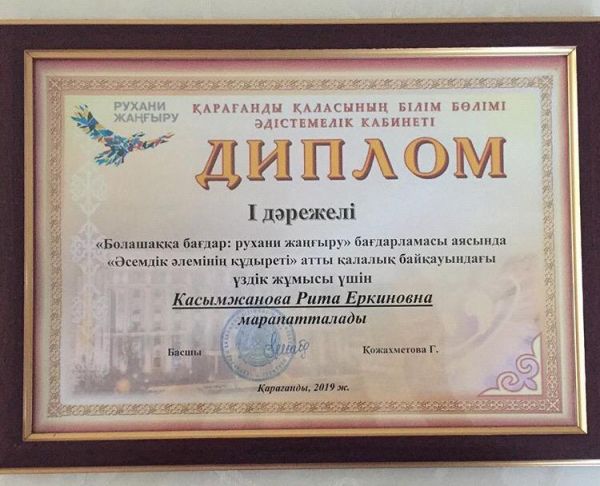 РУХАНИ
ЖАҢҒЫРУ
ҚАРАҒАНДЫ ҚАЛАСЫНЫҢ БІЛІМ БӨЛІМІ
ӘДІСТЕМЕЛІК КАБИНЕТІ
ДИПЛОМ
І дәрежелі
«Болашаққа бағдар: рухани жаңғыру» бағдарламасы аясында
«Әсемдік әлемінің құдыреті» атты қалалық байқауындағы
үздік жұмысы үшін
Касымжанова Рита Еркиновна
марапатталады
Басшы Қожахметова Г.
Қарағанды, 2019 ж.